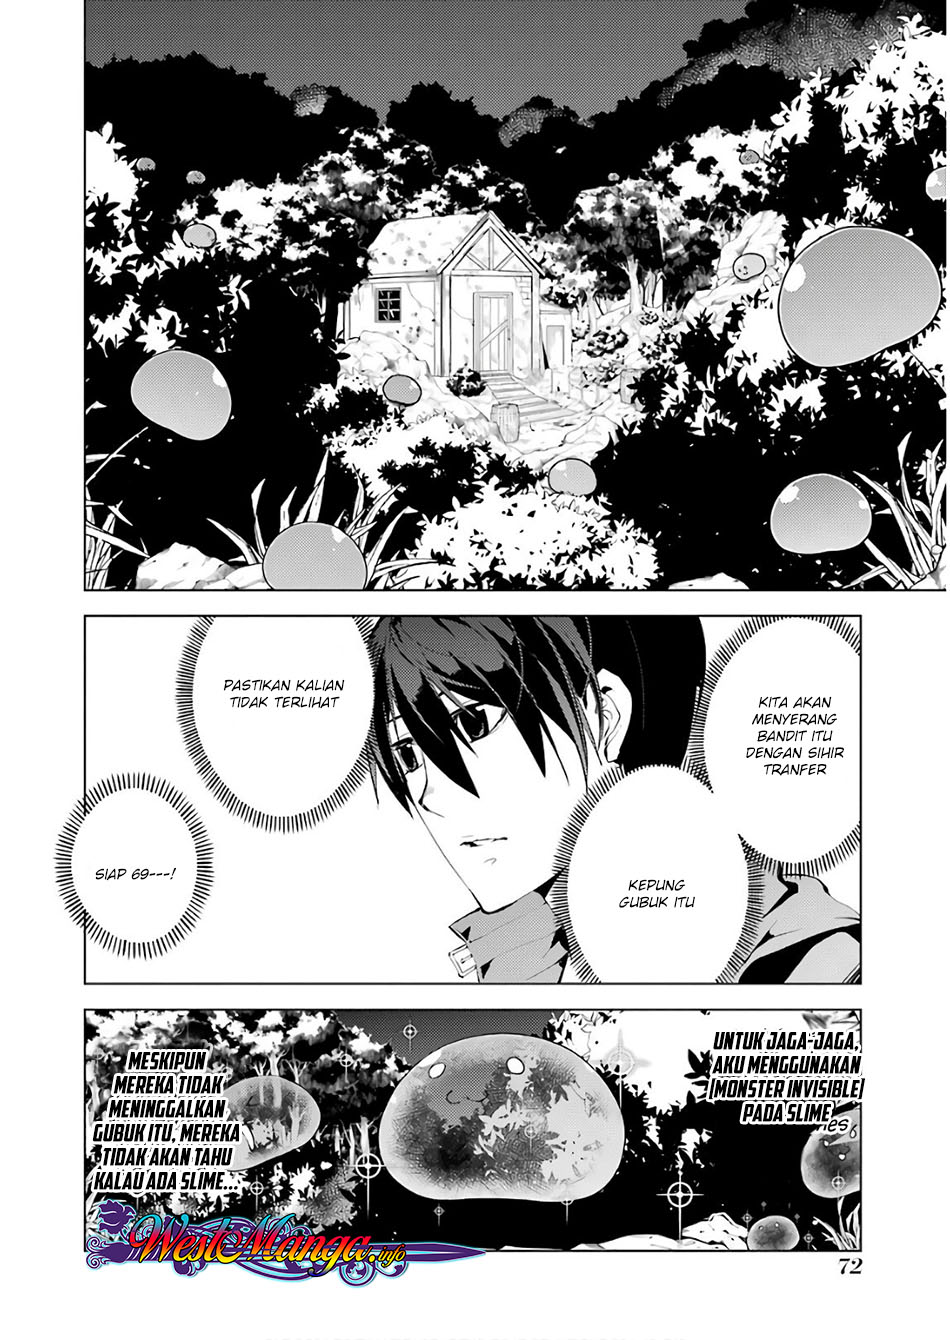 KITA AKAN
MENYERANG
BANDIT ITU
DENGAN SIHIR
TRANFER
KEPUNG
GUBUK ITU
PASTIKAN KALIAN
TIDAK TERLIHAT
SIAP 69---!
UNTUK JAGA-JAGA,
AKU MENGGUNAKAN
[MONSTER INVISIBLE]
PADA SLIME
MESKIPUN
MEREKA TIDAK
MENINGGALKAN
GUBUK ITU, MEREKA
TIDAK AKAN TAHU
KALAU ADA SLIME...
WestManga.info
72